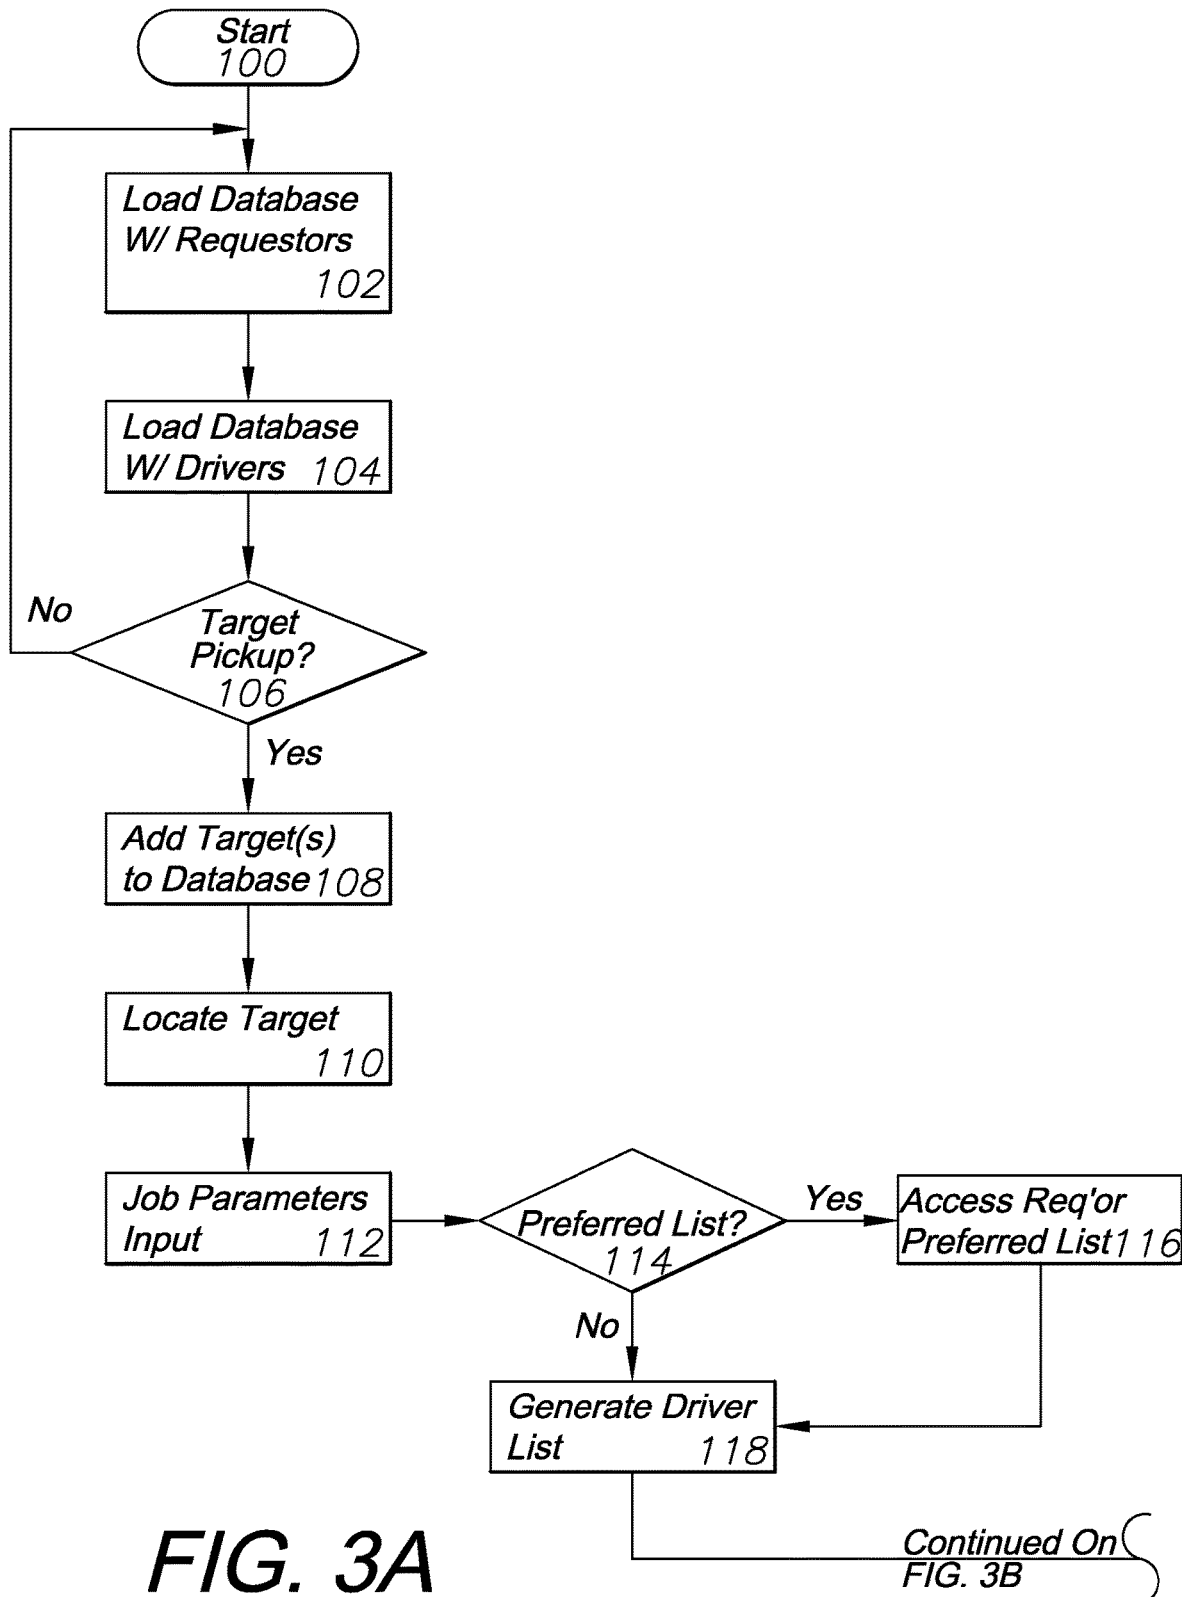 Start
100
Load Database
W/ Requestors
102
Load Database
W/ Drivers 104
No
Target
Pickup?
106
Yes
Add Target(s)
to Database 108
Locate Target
110
Job Parameters
Input 112
Preferred List?
114
Yes
Access Req'or
Preferred List 116
No
Generate Driver
List 118
Continued On
FIG. 3B
FIG. 3A